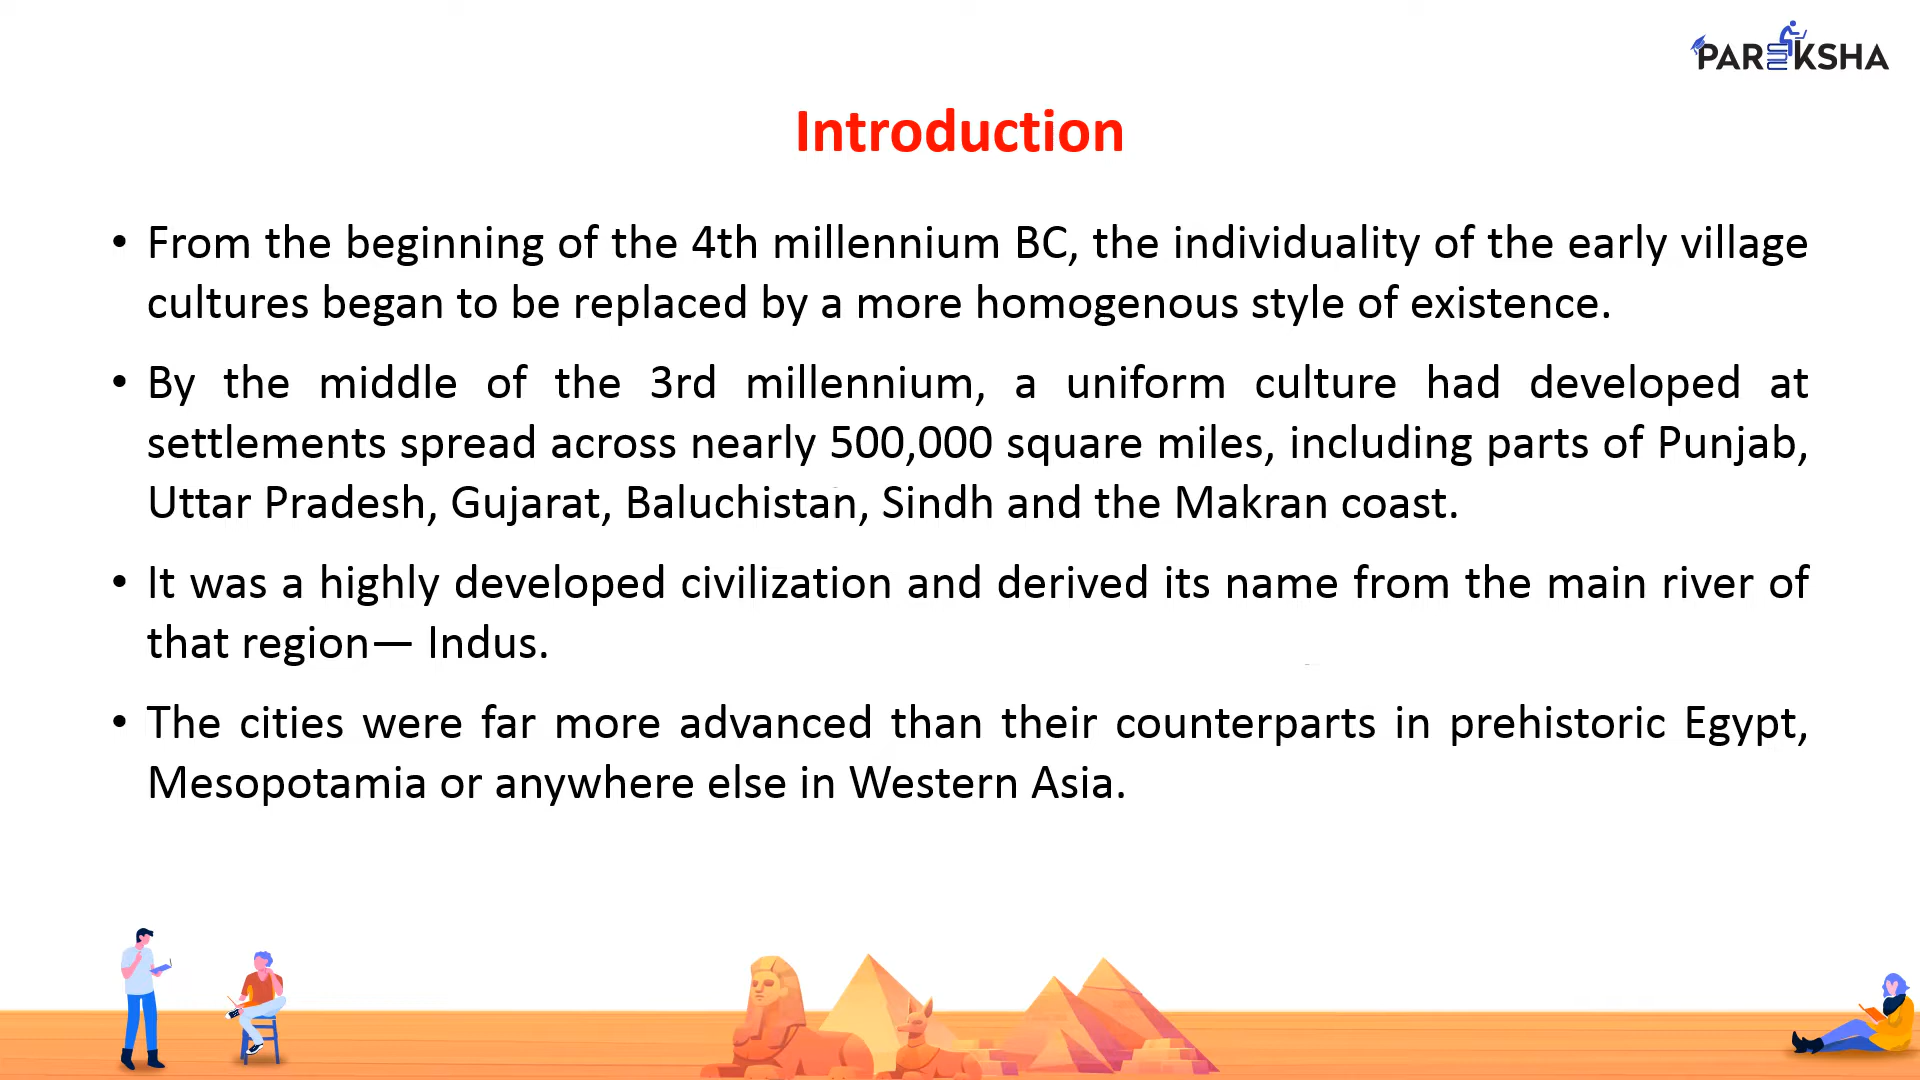 PAREEKSHA
Introduction
• From the beginning of the 4th millennium BC, the individuality of the early village
cultures began to be replaced by a more homogenous style of existence.
• By the middle of the 3rd millennium, a uniform culture had developed at
settlements spread across nearly 500,000 square miles, including parts of Punjab,
Uttar Pradesh, Gujarat, Baluchistan, Sindh and the Makran coast.
• It was a highly developed civilization and derived its name from the main river of
that region— Indus.
• The cities were far more advanced than their counterparts in prehistoric Egypt,
Mesopotamia or anywhere else in Western Asia.